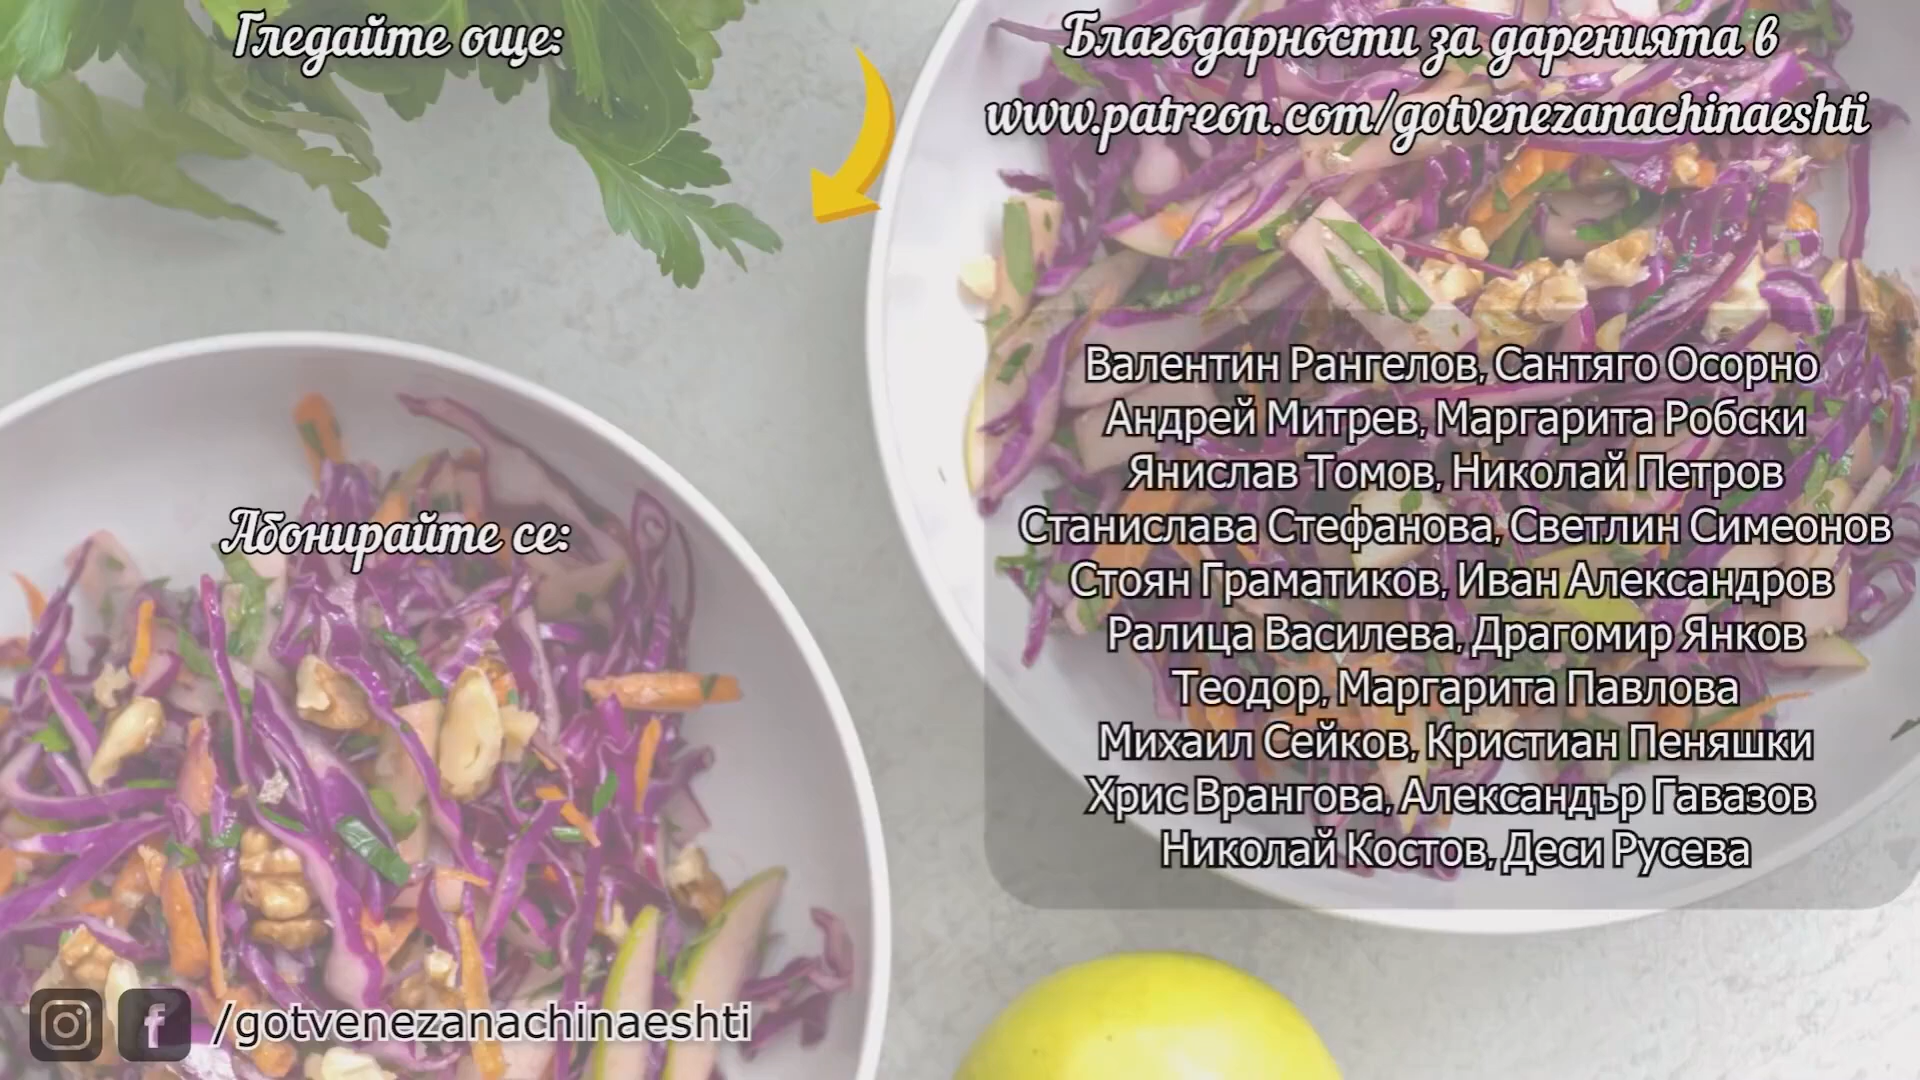 Гледайте още:
Благодарности за даренията в
www.patreon.com/gotvenezanachinaeshti
Валентин Рангелов, Сантяго Осорно
Андрей Митрев, Маргарита Робски
Янислав Томов, Николай Петров
Станислава Стефанова, Светлин Симеонов
Стоян Граматиков, Иван Александров
Ралица Василева, Драгомир Янков
Теодор, Маргарита Павлова
Михаил Сейков, Кристиан Пеняшки
Хрис Врангова, Александър Гавазов
Николай Костов, Деси Русева
Абонирайте се:
/gotvenezanachinaeshti